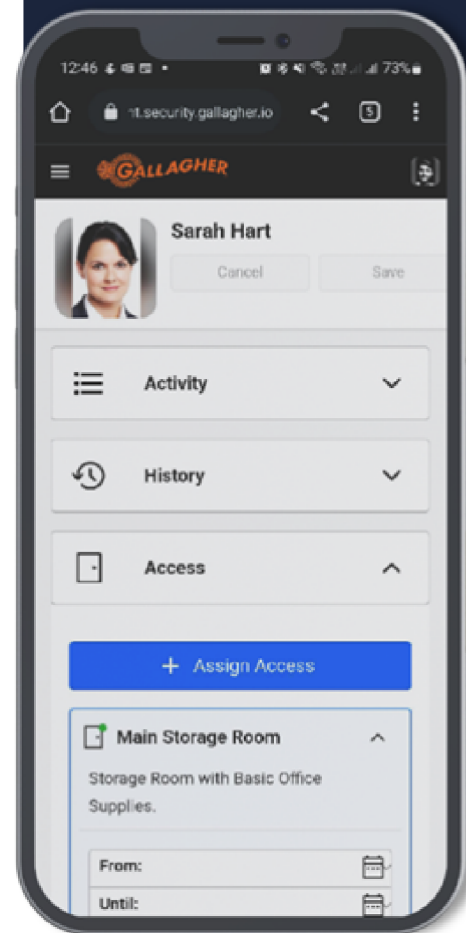 12:46
73%
nt.security.gallagher.io
5
GALLAGHER
Sarah Hart
Cancel
Save
Activity
History
Access
+ Assign Access
Main Storage Room
Storage Room with Basic Office
Supplies.
From:
Until: